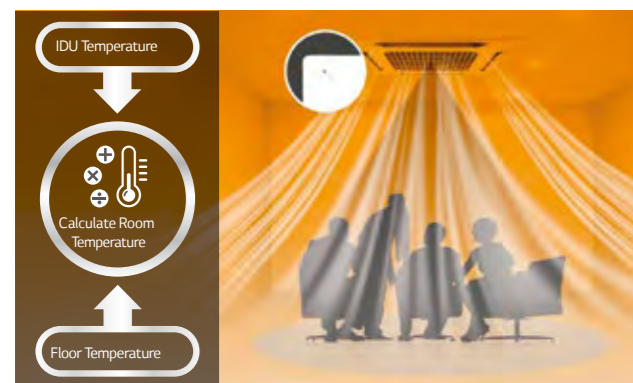 IDU Temperature
Calculate Room
Temperature
Floor Temperature